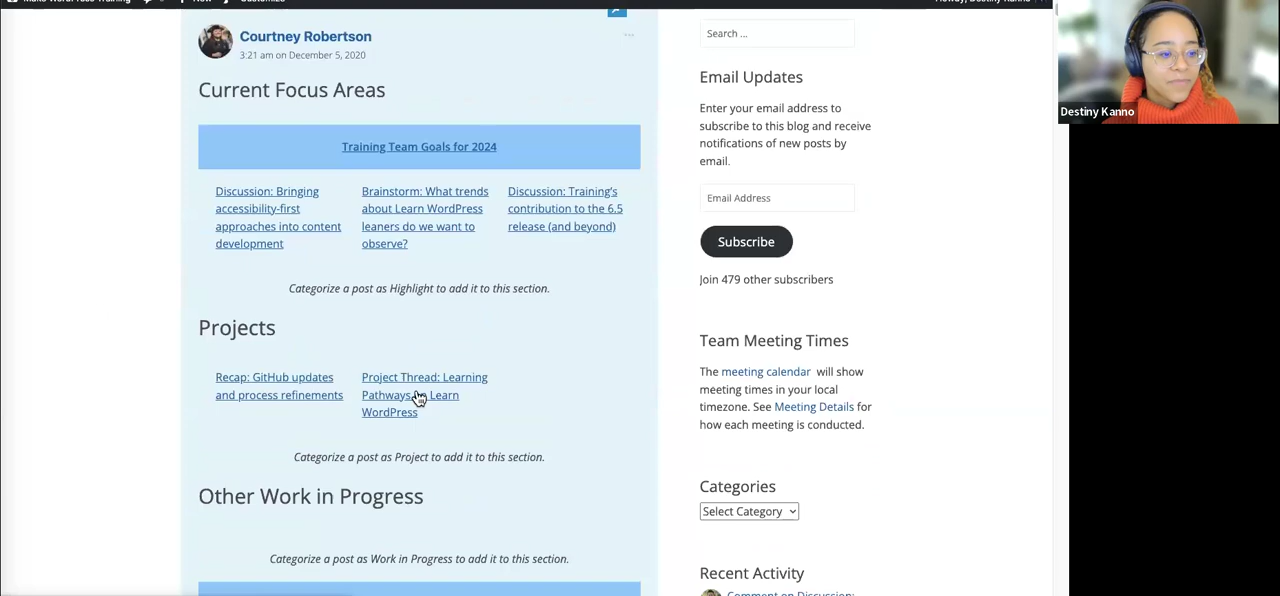 Courtney Robertson
3:21 am on December 5, 2020
Current Focus Areas
Training Team Goals for 2024
Discussion: Bringing
accessibility-first
approaches into content
development
Brainstorm: What trends
about Learn WordPress
leaners do we want to
observe?
Discussion: Training's
contribution to the 6.5
release (and beyond)
Categorize a post as Highlight to add it to this section.
Projects
Recap: GitHub updates
and process refinements
Project Thread: Learning
Pathways Learn
WordPress
Categorize a post as Project to add it to this section.
Other Work in Progress
Categorize a post as Work in Progress to add it to this section.
Search ...
Email Updates
Enter your email address to
subscribe to this blog and receive
notifications of new posts by
email.
Email Address
Subscribe
Join 479 other subscribers
Team Meeting Times
The meeting calendar will show
meeting times in your local
timezone. See Meeting Details for
how each meeting is conducted.
Categories
Select Category
Recent Activity
Comment on Discussion:
Destiny Kanno